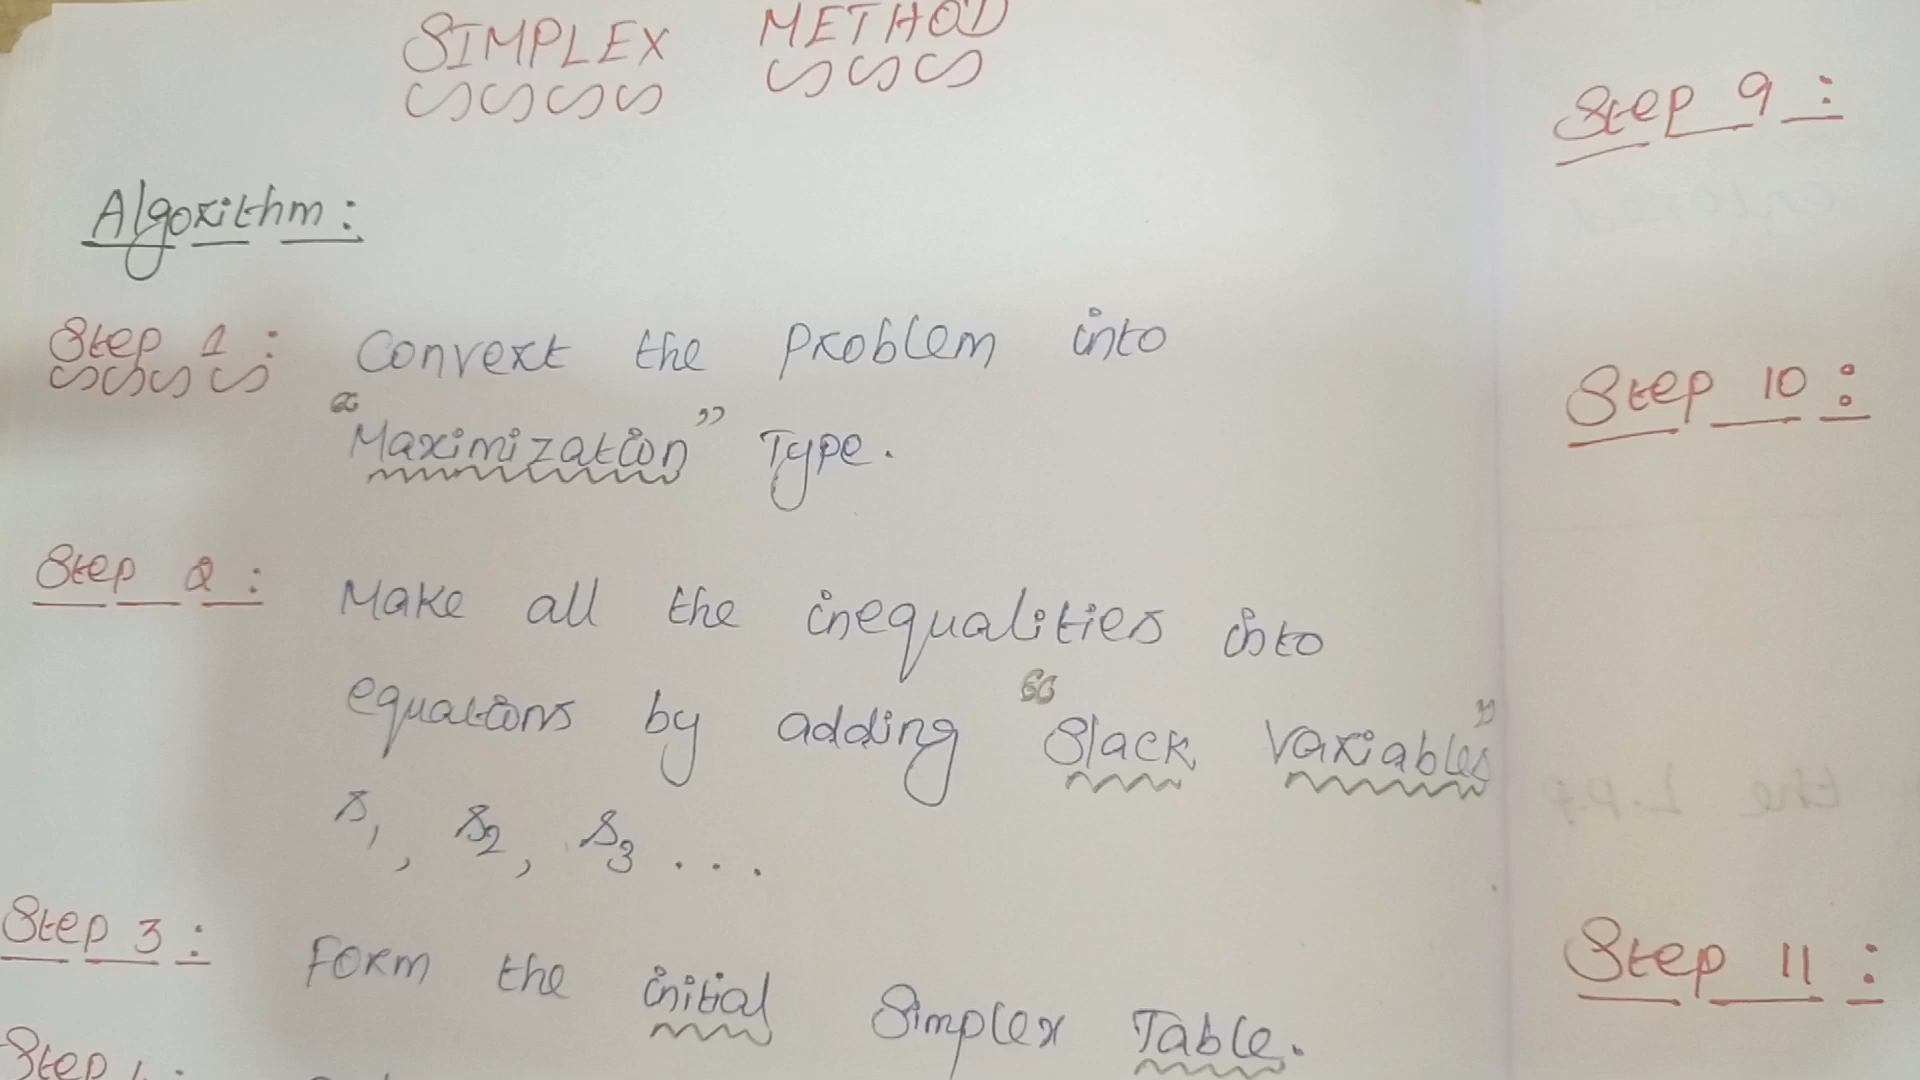 SIMPLEX METHOD
Algorithm:
Step 1: Convert the problem into
"Maximization" Type.
Step 2: Make all the inequalities into
equations by adding "Slack Variables"
s1, s2, s3 ...
Step 3: Form the initial Simplex Table.
Step
Step 9:
Step 10:
the L.P.P
Step 11: